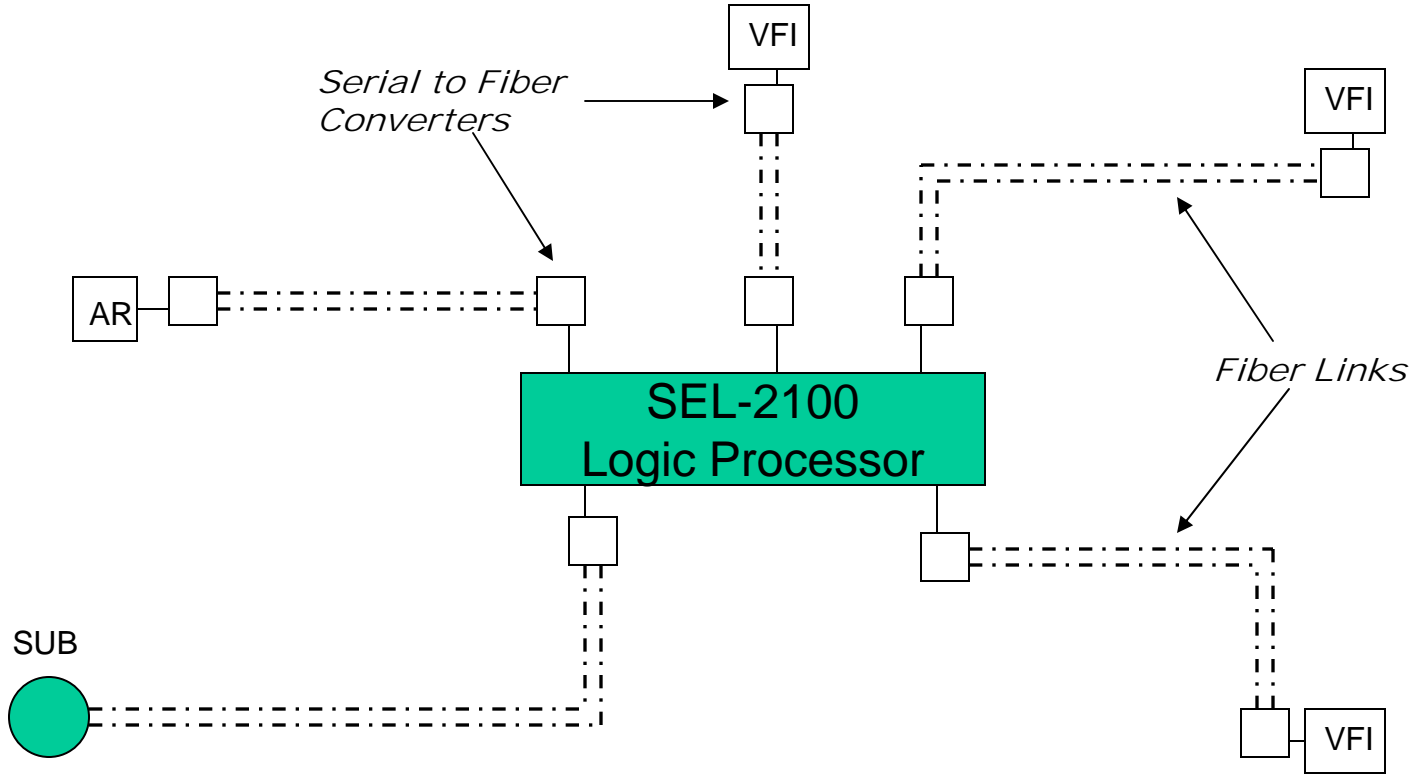 VFI
Serial to Fiber
Converters
VFI
AR
Fiber Links
SEL-2100
Logic Processor
SUB
VFI